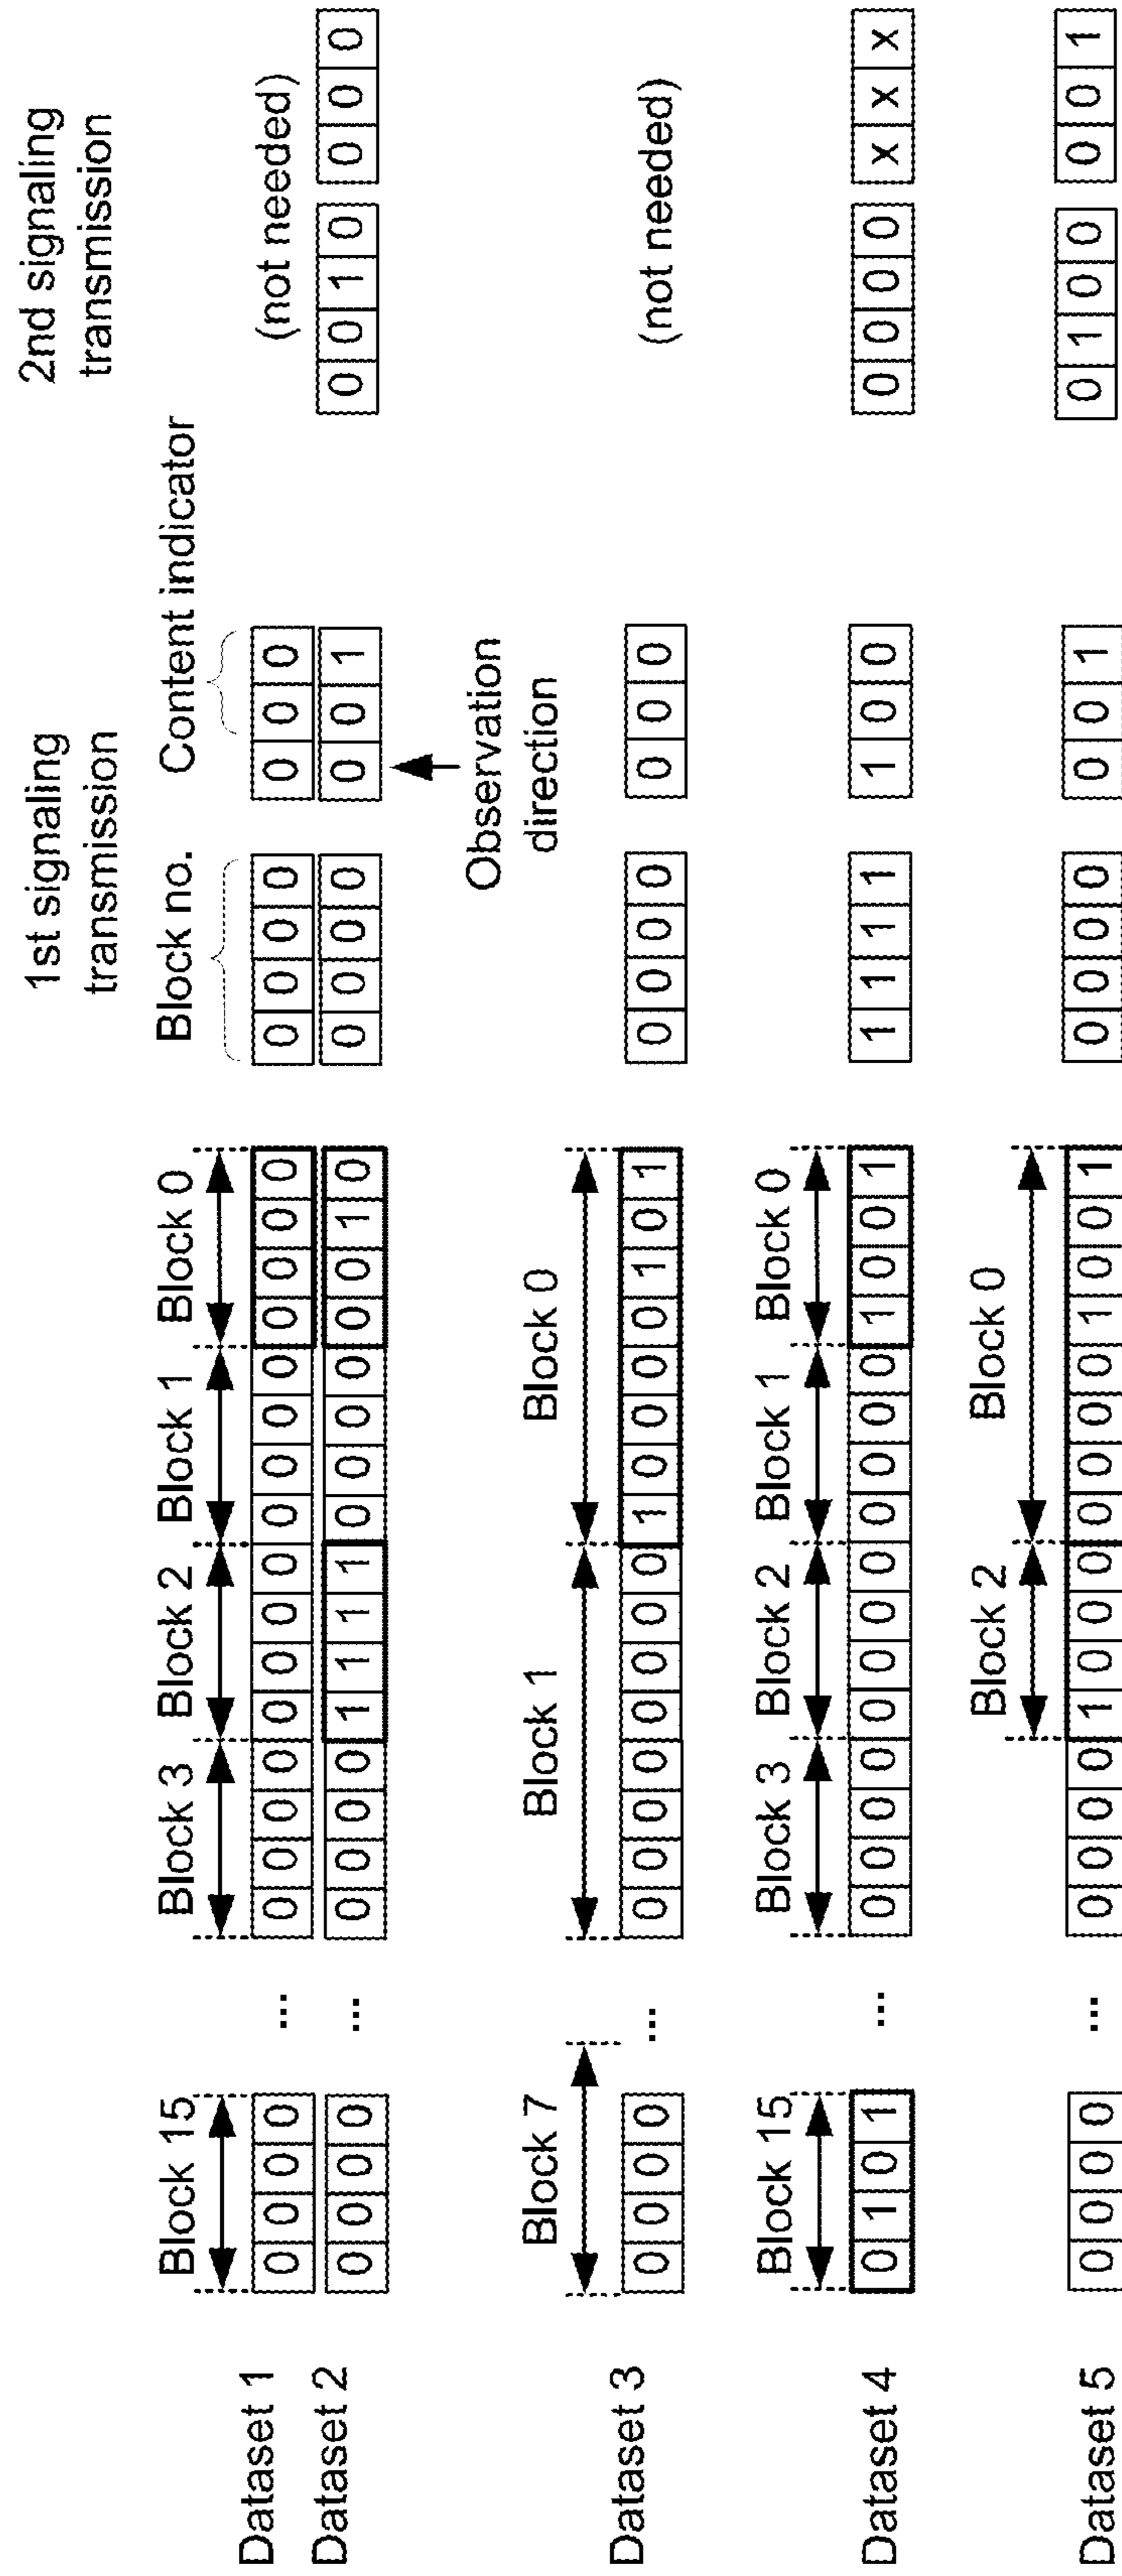 1st signaling
transmission
2nd signaling
transmission
Block 15
Block 3
Block 2
Block 1
Block 0
Block no.
Content indicator
Dataset 1
0 0 0 0
...
0 0 0 0 0 0 0 0 0 0 0 0 0 0 0 0
0 0 0 0
0 0 0
(not needed)
Dataset 2
0 0 0 0
...
0 0 0 0 1 1 1 1 0 0 0 0 0 0 1 0
0 0 0 0
0 0 1
0 0 1 0
0 0 0
Observation
direction
Block 7
Block 1
Block 0
Dataset 3
0 0 0 0
...
0 0 0 0 0 0 0 0 1 0 0 0 0 1 0 1
0 0 0 0
0 0 0
(not needed)
Block 15
Block 3
Block 2
Block 1
Block 0
Dataset 4
0 1 0 1
...
0 0 0 0 0 0 0 0 0 0 0 0 1 0 0 1
1 1 1 1
1 0 0
0 0 0 0
x x x
Block 2
Block 0
Dataset 5
0 0 0 0
...
0 0 0 0 1 0 0 0 0 0 0 0 1 0 0 1
0 0 0 0
0 0 1
0 1 0 0
0 0 1